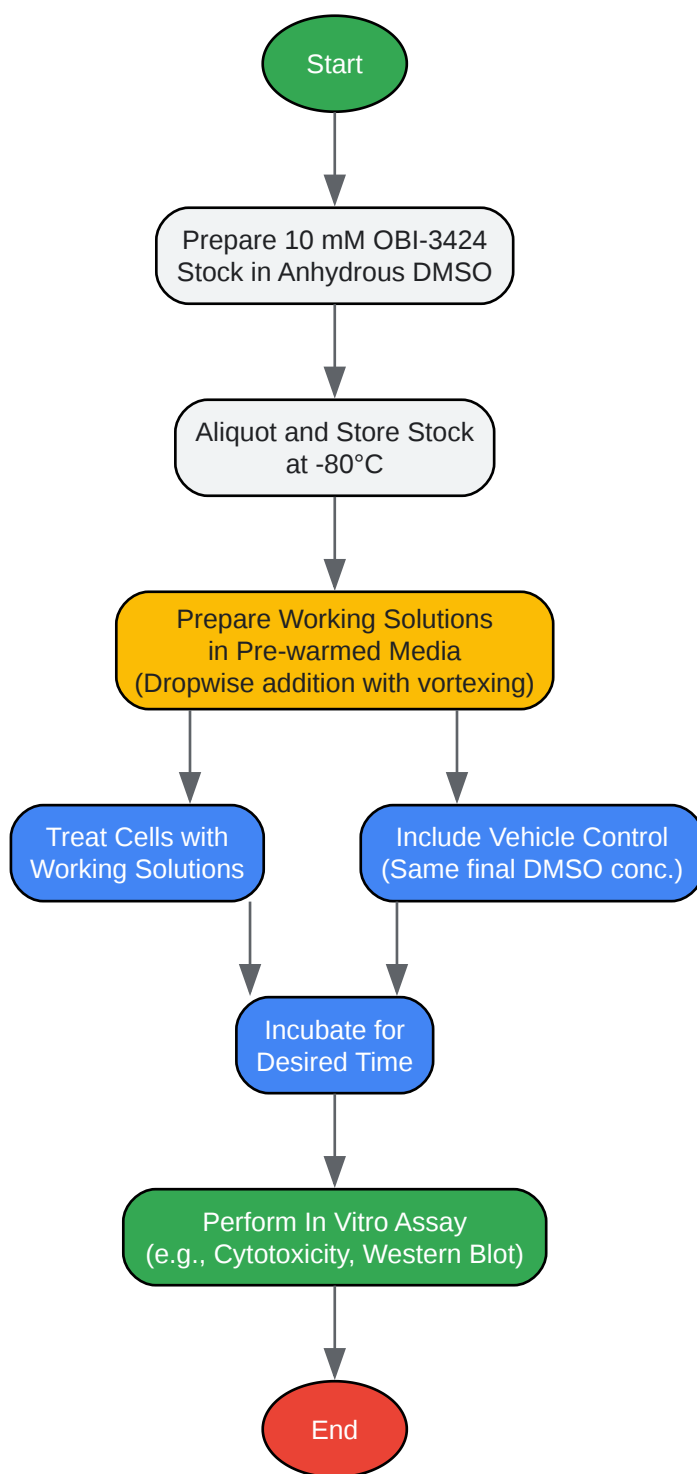 Start
Prepare 10 mM OBI-3424
Stock in Anhydrous DMSO
Aliquot and Store Stock
at -80°C
Prepare Working Solutions
in Pre-warmed Media
(Dropwise addition with vortexing)
Treat Cells with
Working Solutions
Include Vehicle Control
(Same final DMSO conc.)
Incubate for
Desired Time
Perform In Vitro Assay
(e.g., Cytotoxicity, Western Blot)
End